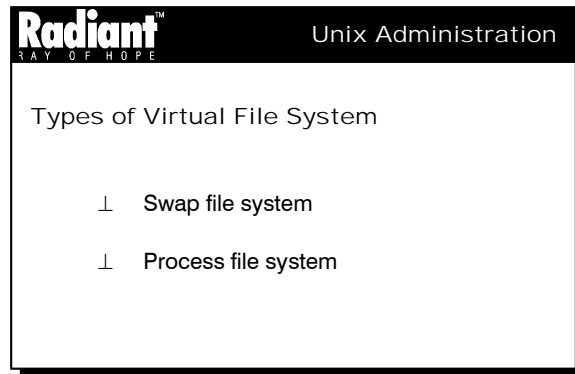 Radiant™
RAY OF HOPE
Unix Administration
Types of Virtual File System
⊥ Swap file system
⊥ Process file system